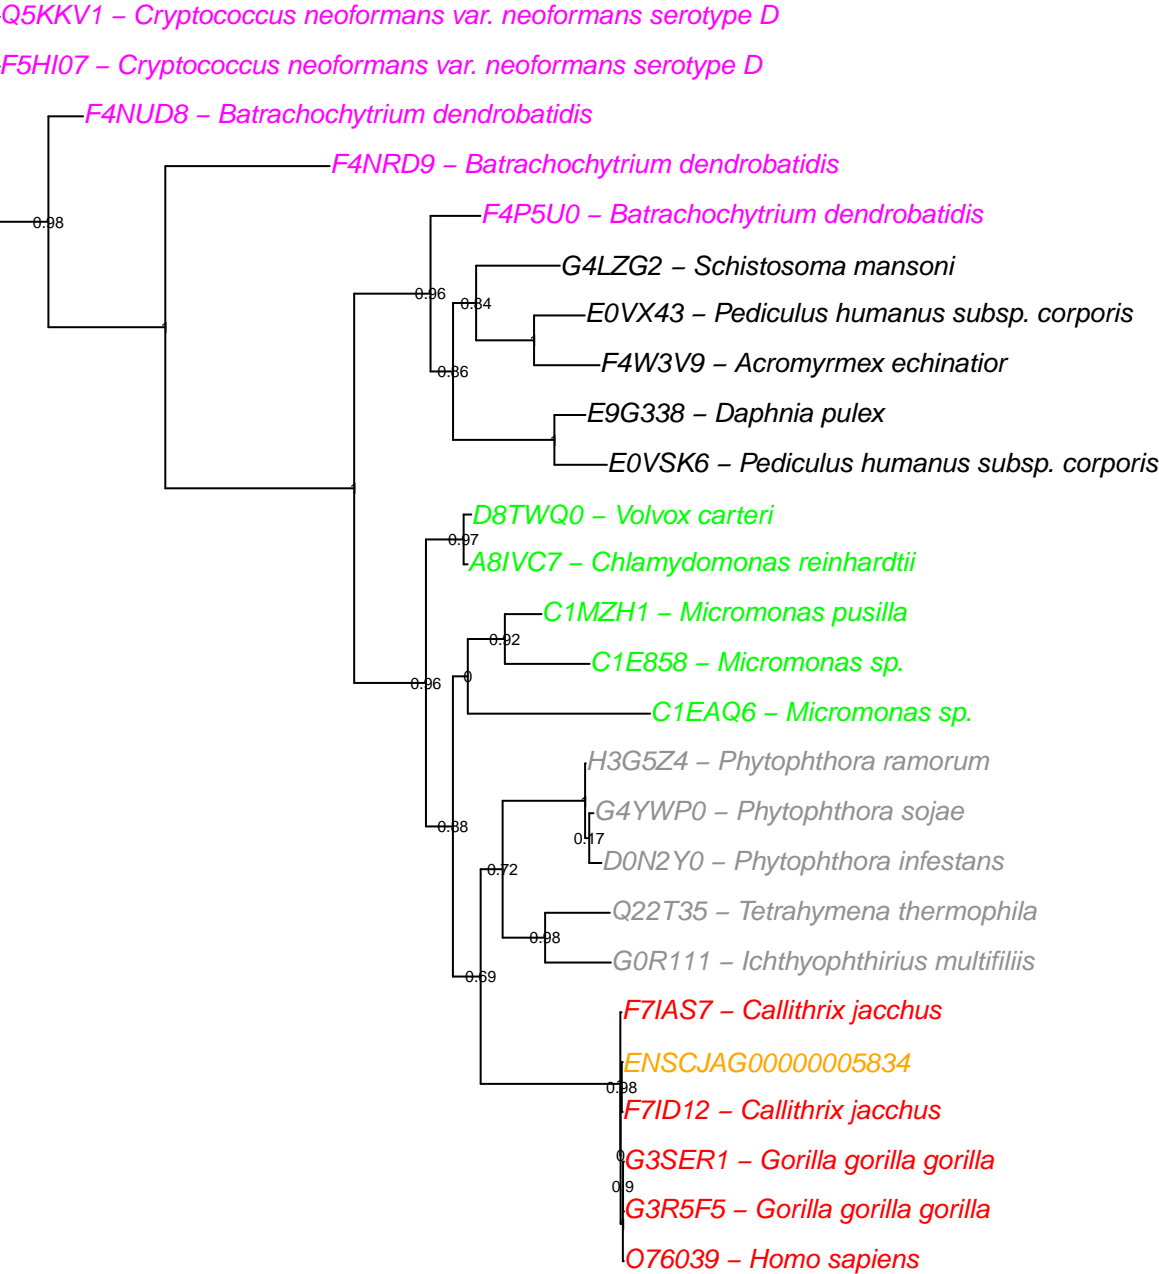 Q5KKV1 – Cryptococcus neoformans var. neoformans serotype D
F5HI07 – Cryptococcus neoformans var. neoformans serotype D
F4NUD8 – Batrachochytrium dendrobatidis
F4NRD9 – Batrachochytrium dendrobatidis
F4P5U0 – Batrachochytrium dendrobatidis
0.98
G4LZG2 – Schistosoma mansoni
0.96
0.84
E0VX43 – Pediculus humanus subsp. corporis
1
1
F4W3V9 – Acromyrmex echinatior
0.86
E9G338 – Daphnia pulex
1
E0VSK6 – Pediculus humanus subsp. corporis
1
D8TWQ0 – Volvox carteri
0.97
A8IVC7 – Chlamydomonas reinhardtii
C1MZH1 – Micromonas pusilla
0.92
C1E858 – Micromonas sp.
0
0.96
C1EAQ6 – Micromonas sp.
H3G5Z4 – Phytophthora ramorum
1
G4YWP0 – Phytophthora sojae
0.88
0.17
D0N2Y0 – Phytophthora infestans
0.72
Q22T35 – Tetrahymena thermophila
0.98
G0R111 – Ichthyophthirius multifiliis
0.69
F7IAS7 – Callithrix jacchus
ENSCJAG00000005834
0.98
F7ID12 – Callithrix jacchus
0
G3SER1 – Gorilla gorilla gorilla
0.9
G3R5F5 – Gorilla gorilla gorilla
O76039 – Homo sapiens